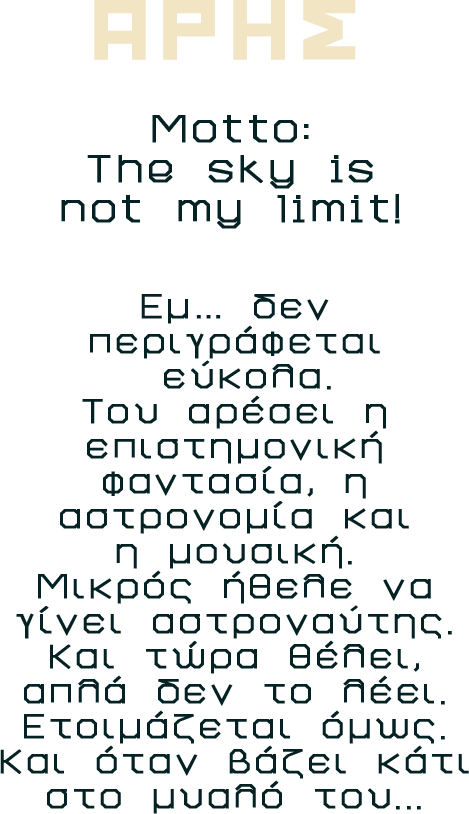 ΑΡΗΣ
Motto:
The sky is
not my limit!
Εμ... δεν
περιγράφεται
εύκολα.
Του αρέσει η
επιστημονική
φαντασία, η
αστρονομία και
η μουσική.
Μικρός ήθελε να
γίνει αστροναύτης.
Και τώρα θέλει,
απλά δεν το λέει.
Ετοιμάζεται όμως.
Και όταν βάζει κάτι
στο μυαλό του...